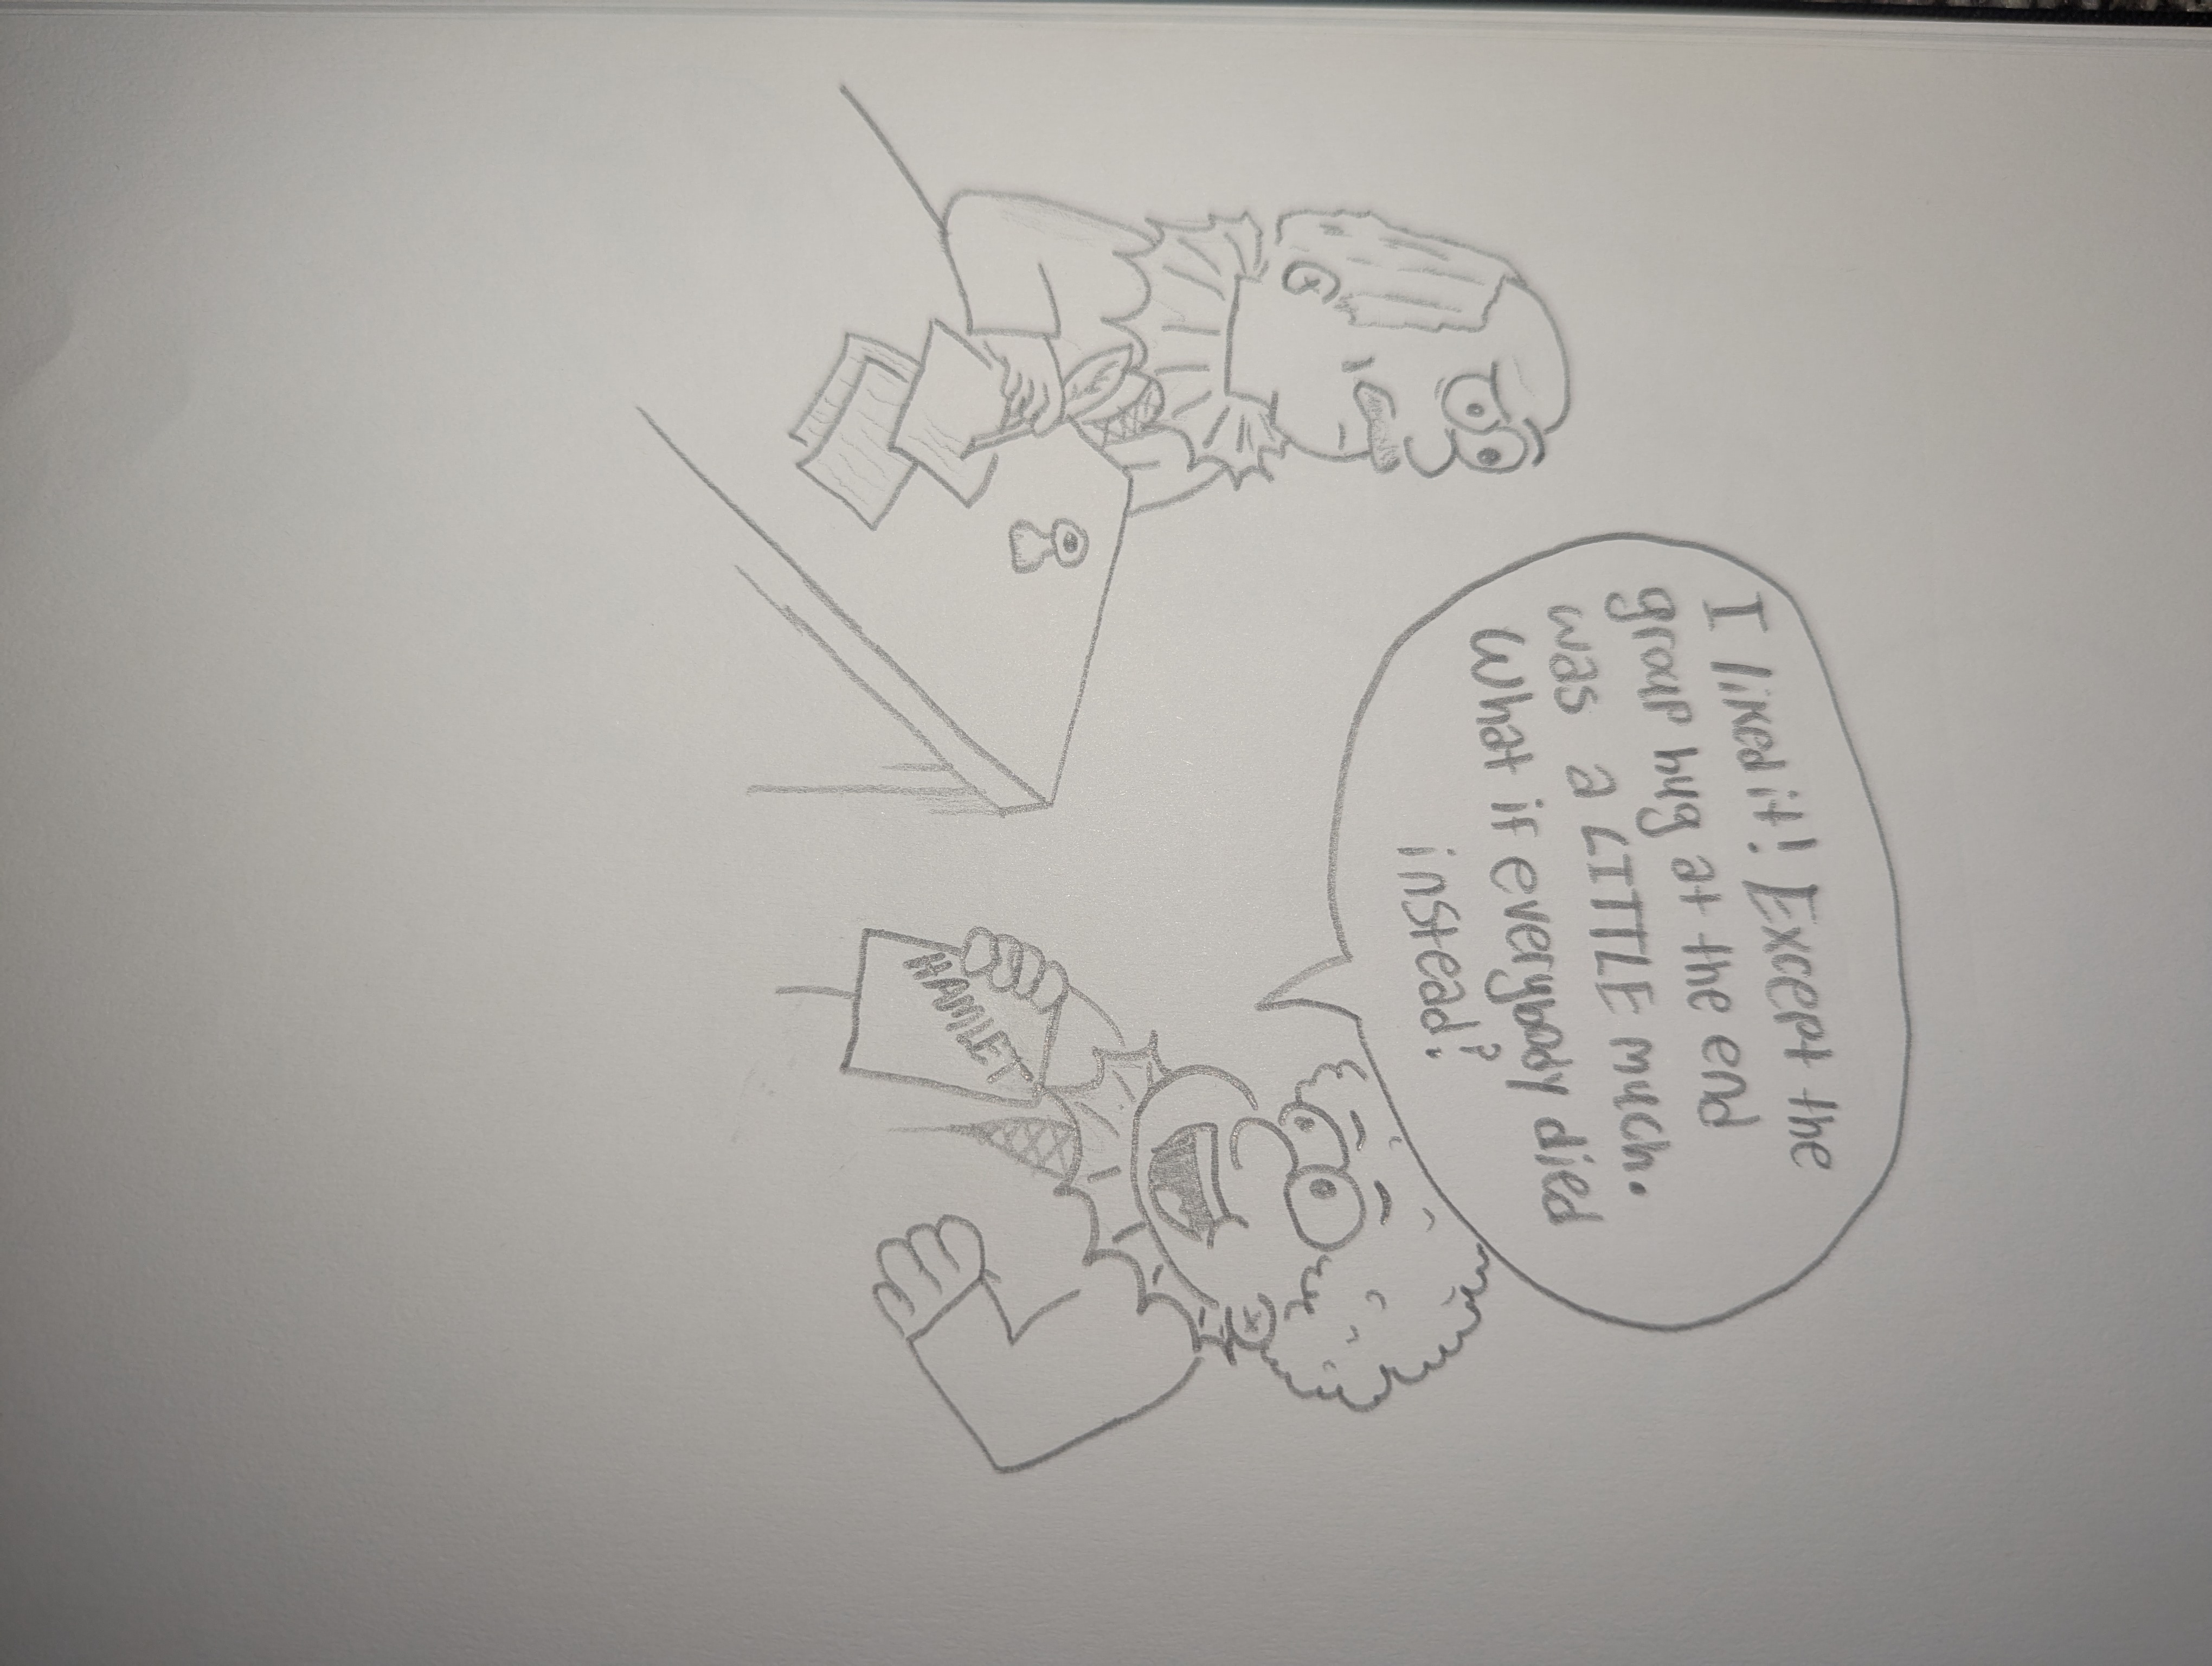 I liked it! Except the
group hug at the end
was a LITTLE much.
What if everybody died
instead?
HAMLET